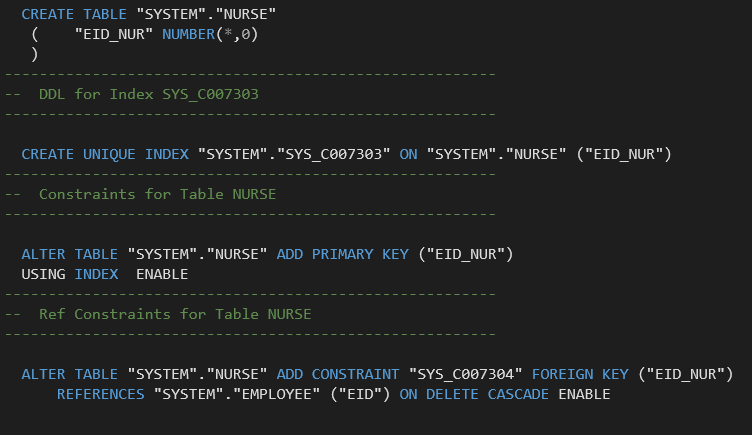 CREATE TABLE "SYSTEM"."NURSE"
(    "EID_NUR" NUMBER(*,0)
)
--------------------------------------------------------
--  DDL for Index SYS_C007303
--------------------------------------------------------
CREATE UNIQUE INDEX "SYSTEM"."SYS_C007303" ON "SYSTEM"."NURSE" ("EID_NUR")
--------------------------------------------------------
--  Constraints for Table NURSE
--------------------------------------------------------
ALTER TABLE "SYSTEM"."NURSE" ADD PRIMARY KEY ("EID_NUR")
USING INDEX  ENABLE
--------------------------------------------------------
--  Ref Constraints for Table NURSE
--------------------------------------------------------
ALTER TABLE "SYSTEM"."NURSE" ADD CONSTRAINT "SYS_C007304" FOREIGN KEY ("EID_NUR")
REFERENCES "SYSTEM"."EMPLOYEE" ("EID") ON DELETE CASCADE ENABLE